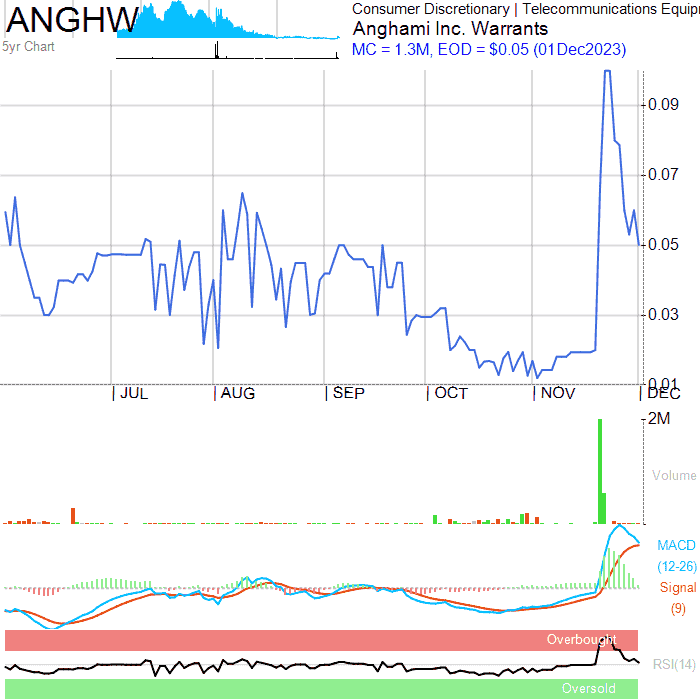 ANGHW
5yr Chart
Consumer Discretionary | Telecommunications Equip
Anghami Inc. Warrants
MC = 1.3M, EOD = $0.05 (01Dec2023)
0.09
0.07
0.05
0.03
0.01
JUL
AUG
SEP
OCT
NOV
DEC
2M
Volume
MACD
(12-26)
Signal
(9)
Overbought
RSI(14)
Oversold